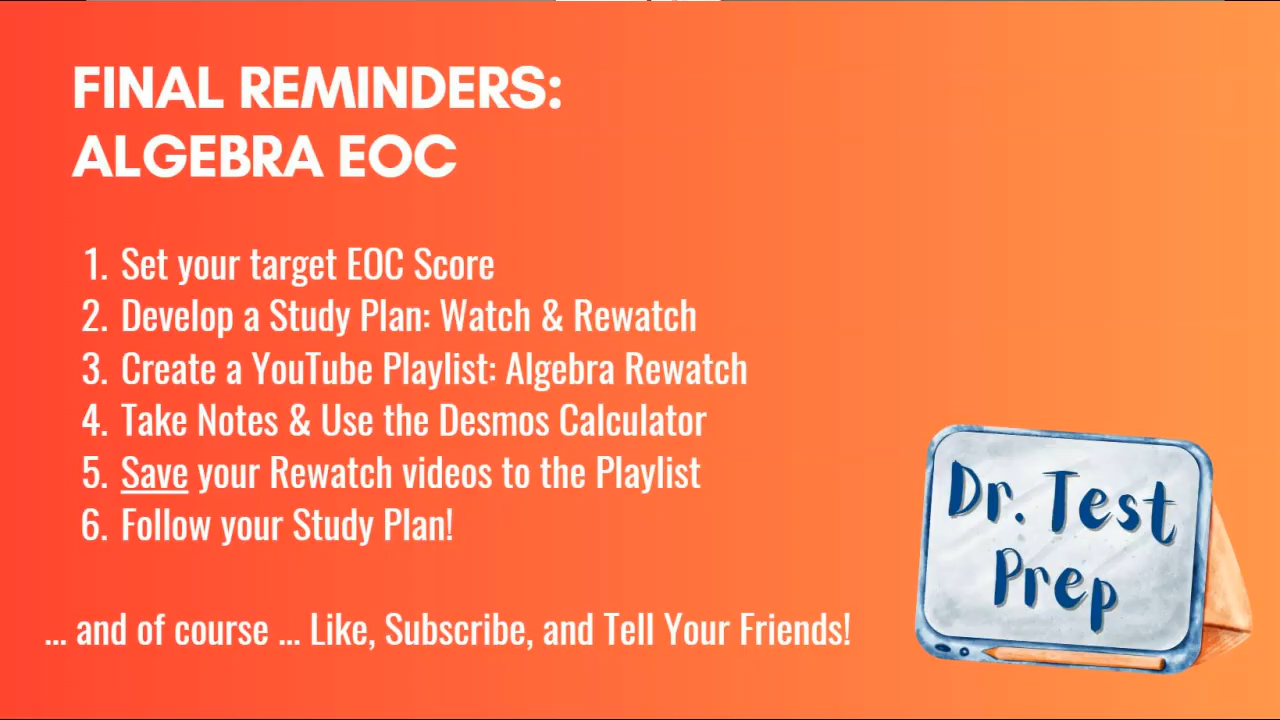 FINAL REMINDERS:
ALGEBRA EOC
1. Set your target EOC Score
2. Develop a Study Plan: Watch & Rewatch
3. Create a YouTube Playlist: Algebra Rewatch
4. Take Notes & Use the Desmos Calculator
5. Save your Rewatch videos to the Playlist
6. Follow your Study Plan!
... and of course ... Like, Subscribe, and Tell Your Friends!
Dr. Test
Prep